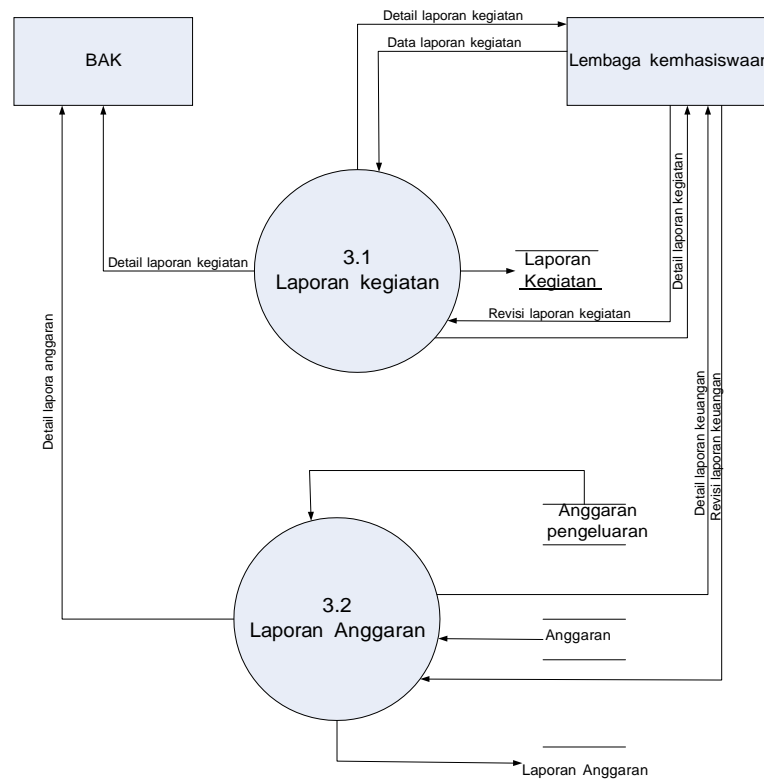 Detail laporan kegiatan
Data laporan kegiatan
BAK
Lembaga kemhasiswaan
3.1
Laporan kegiatan
Detail laporan kegiatan
Laporan
Kegiatan
Detail laporan kegiatan
Revisi laporan kegiatan
Detail lapora anggaran
Detail laporan keuangan
Revisi laporan keuangan
Anggaran
pengeluaran
3.2
Laporan Anggaran
Anggaran
Laporan Anggaran